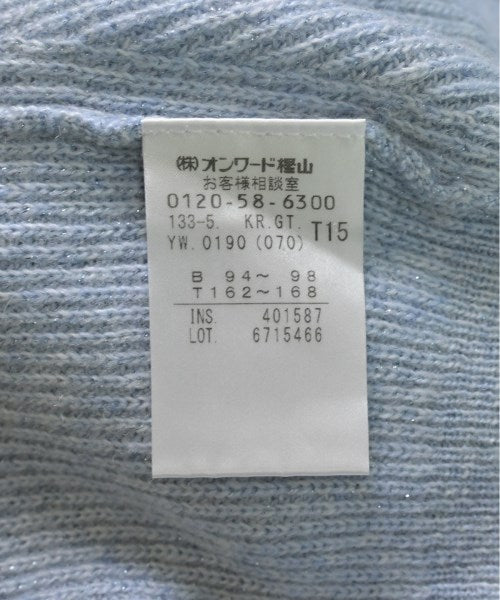 (株)オンワード樫山
お客様相談室
0120-58-6300
133-5. KR.GT. T15
YW. 0190 (070)
B 94～ 98
T162～168
INS. 401587
LOT. 6715466